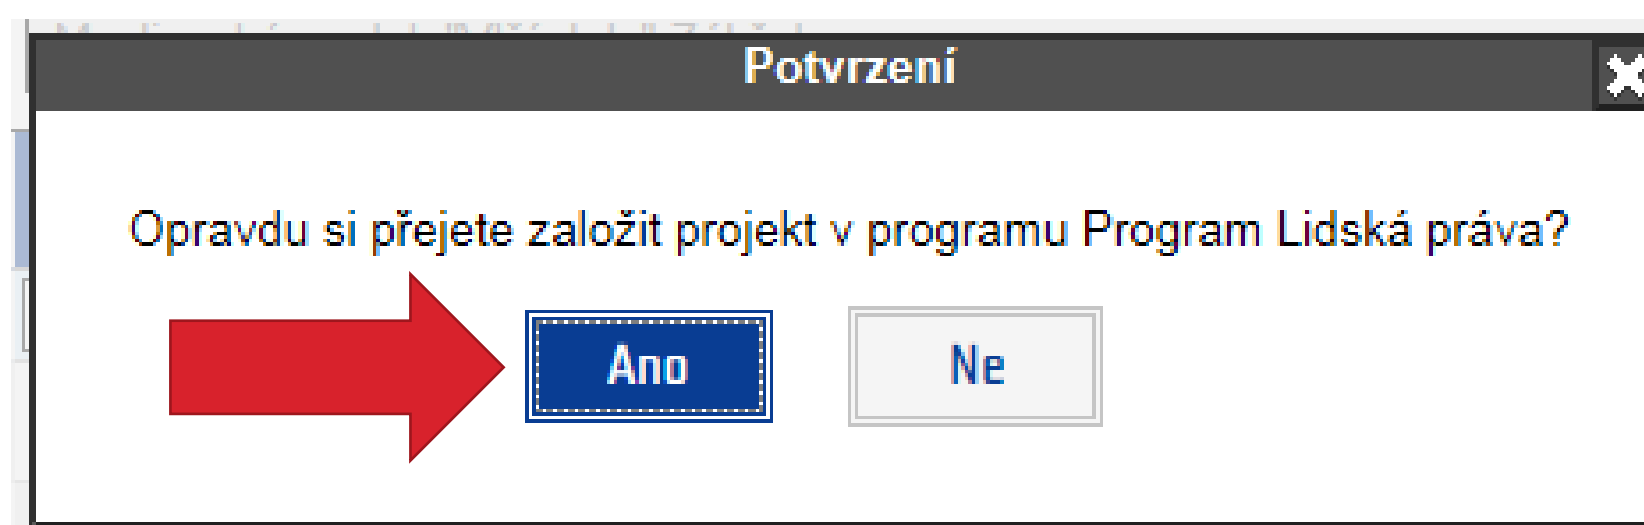 Potvrzení
Opravdu si přejete založit projekt v programu Program Lidská práva?
Ano
Ne